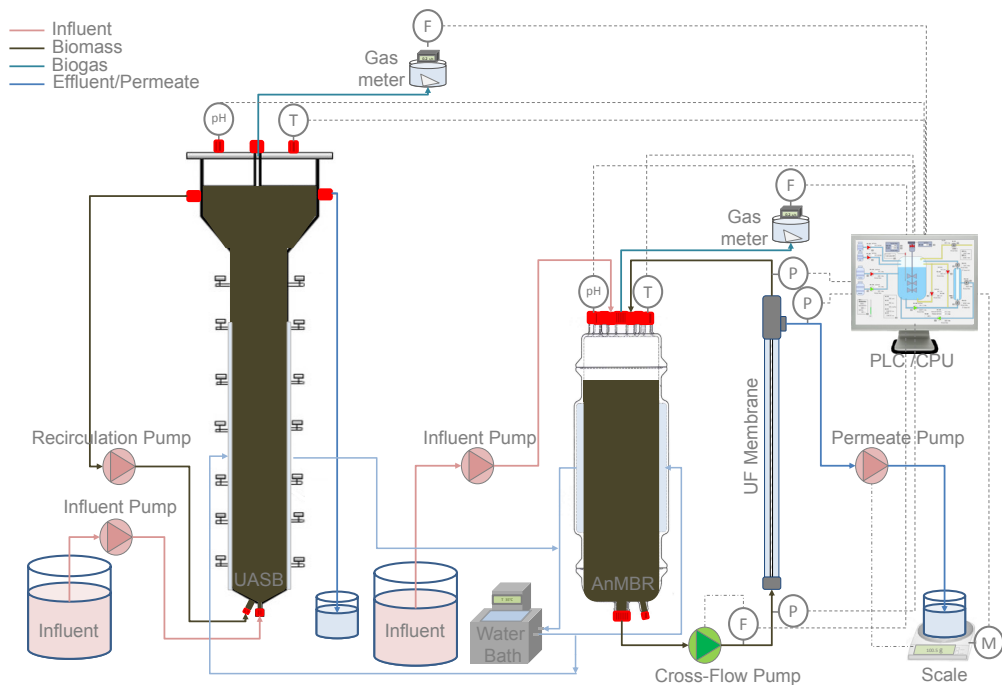 Influent
Biomass
Biogas
Effluent/Permeate
F
Gas
meter
pH
T
F
Gas
meter
pH
T
P
P
PLC /CPU
Recirculation Pump
Influent Pump
Permeate Pump
UF Membrane
Influent Pump
UASB
AnMBR
Influent
Influent
Water
Bath
F
P
M
Cross-Flow Pump
Scale